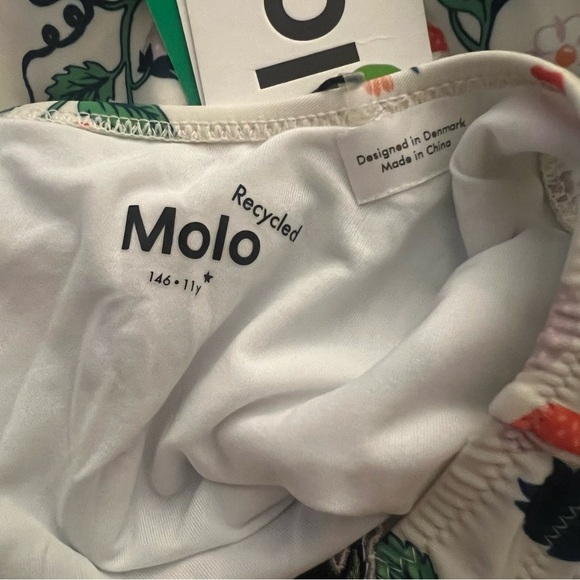 Designed in Denmark
Made in China
Recycled
Molo
146 • 11y*